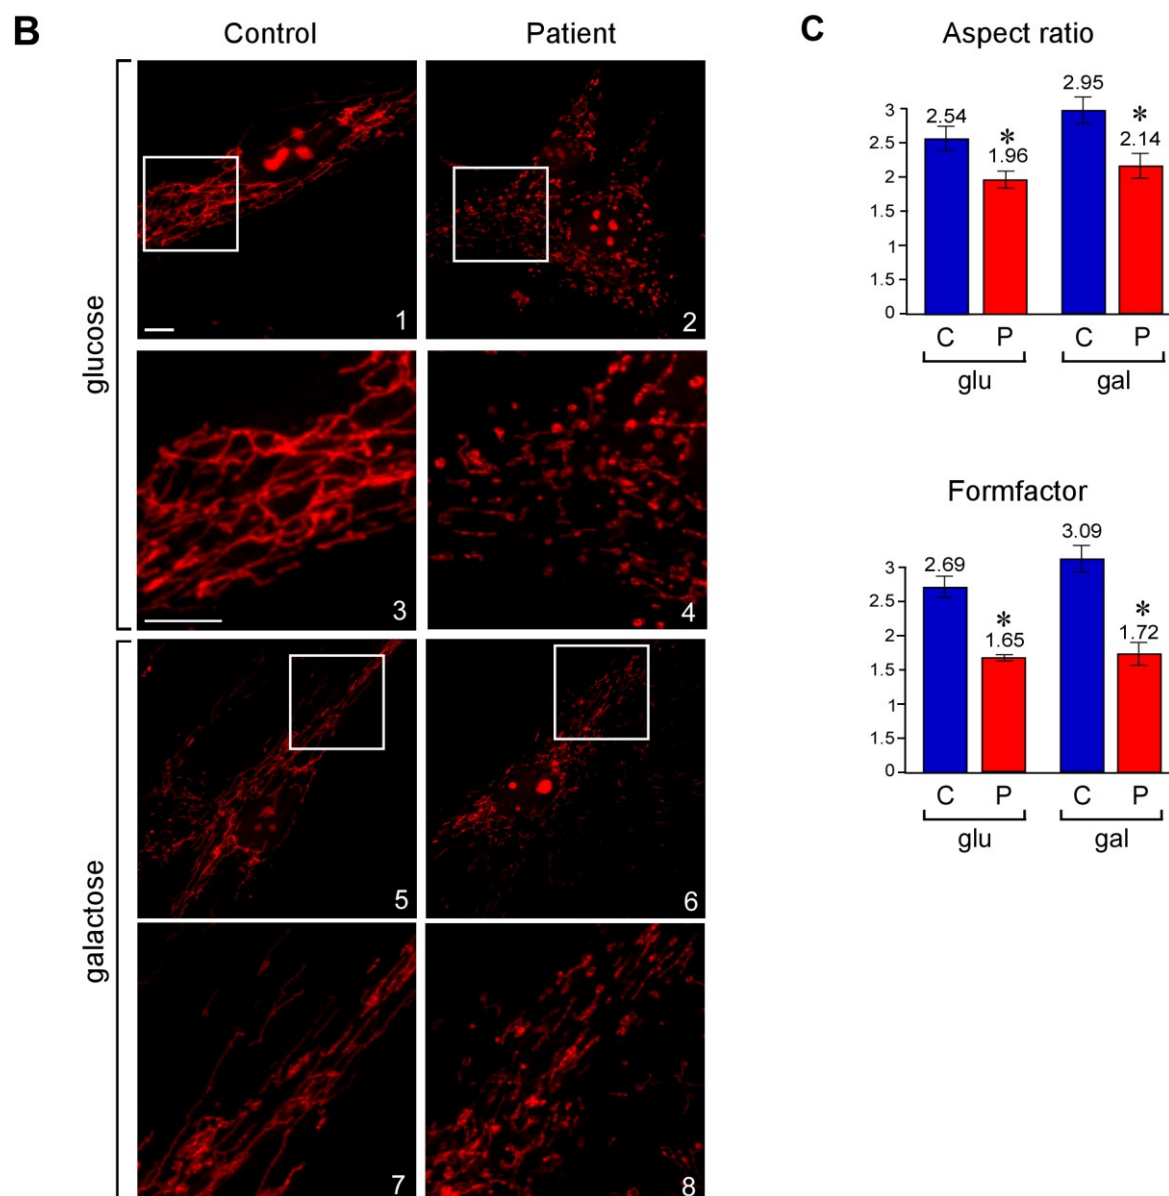 B
Control
Patient
glucose
1
2
3
4
galactose
5
6
7
8
C
Aspect ratio
3
2.5
2
1.5
1
1.5
0
2.54
1.96
*
2.95
2.14
*
C P C P
glu gal
Formfactor
3
2.5
2
1.5
1
1.5
0
2.69
1.65
*
3.09
1.72
*
C P C P
glu gal